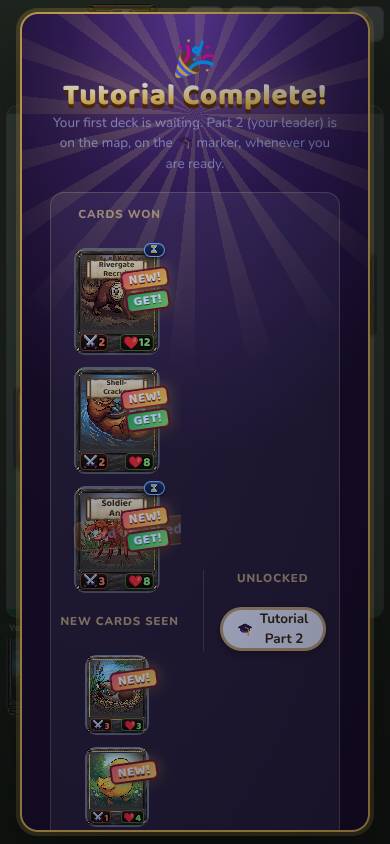 Tutorial Complete!
Your first deck is waiting. Part 2 (your leader) is
on the map, on the marker, whenever you
are ready.
CARDS WON
Rivergate
NEW!
GET!
2
12
Shell-
NEW!
GET!
2
8
Soldier
NEW!
GET!
3
8
UNLOCKED
Tutorial
Part 2
NEW CARDS SEEN
NEW!
3
3
NEW!
1
4